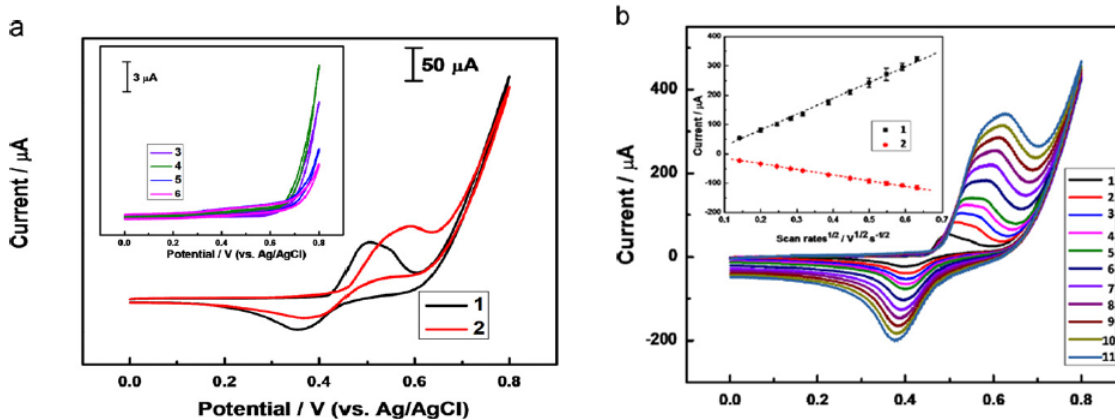 a
Current / μA
50 μA
3 μA
3
4
5
6
0.0 0.2 0.4 0.6 0.8
Potential / V (vs. Ag/AgCl)
1
2
0.0 0.2 0.4 0.6 0.8
Potential / V (vs. Ag/AgCl)
b
Current / μA
400
200
0
-200
Current / μA
400
300
200
100
0
-100
-200
1
2
0.1 0.2 0.3 0.4 0.5 0.6 0.7
Scan rates1/2 / V1/2s-1/2
1
2
3
4
5
6
7
8
9
10
11
0.0 0.2 0.4 0.6 0.8